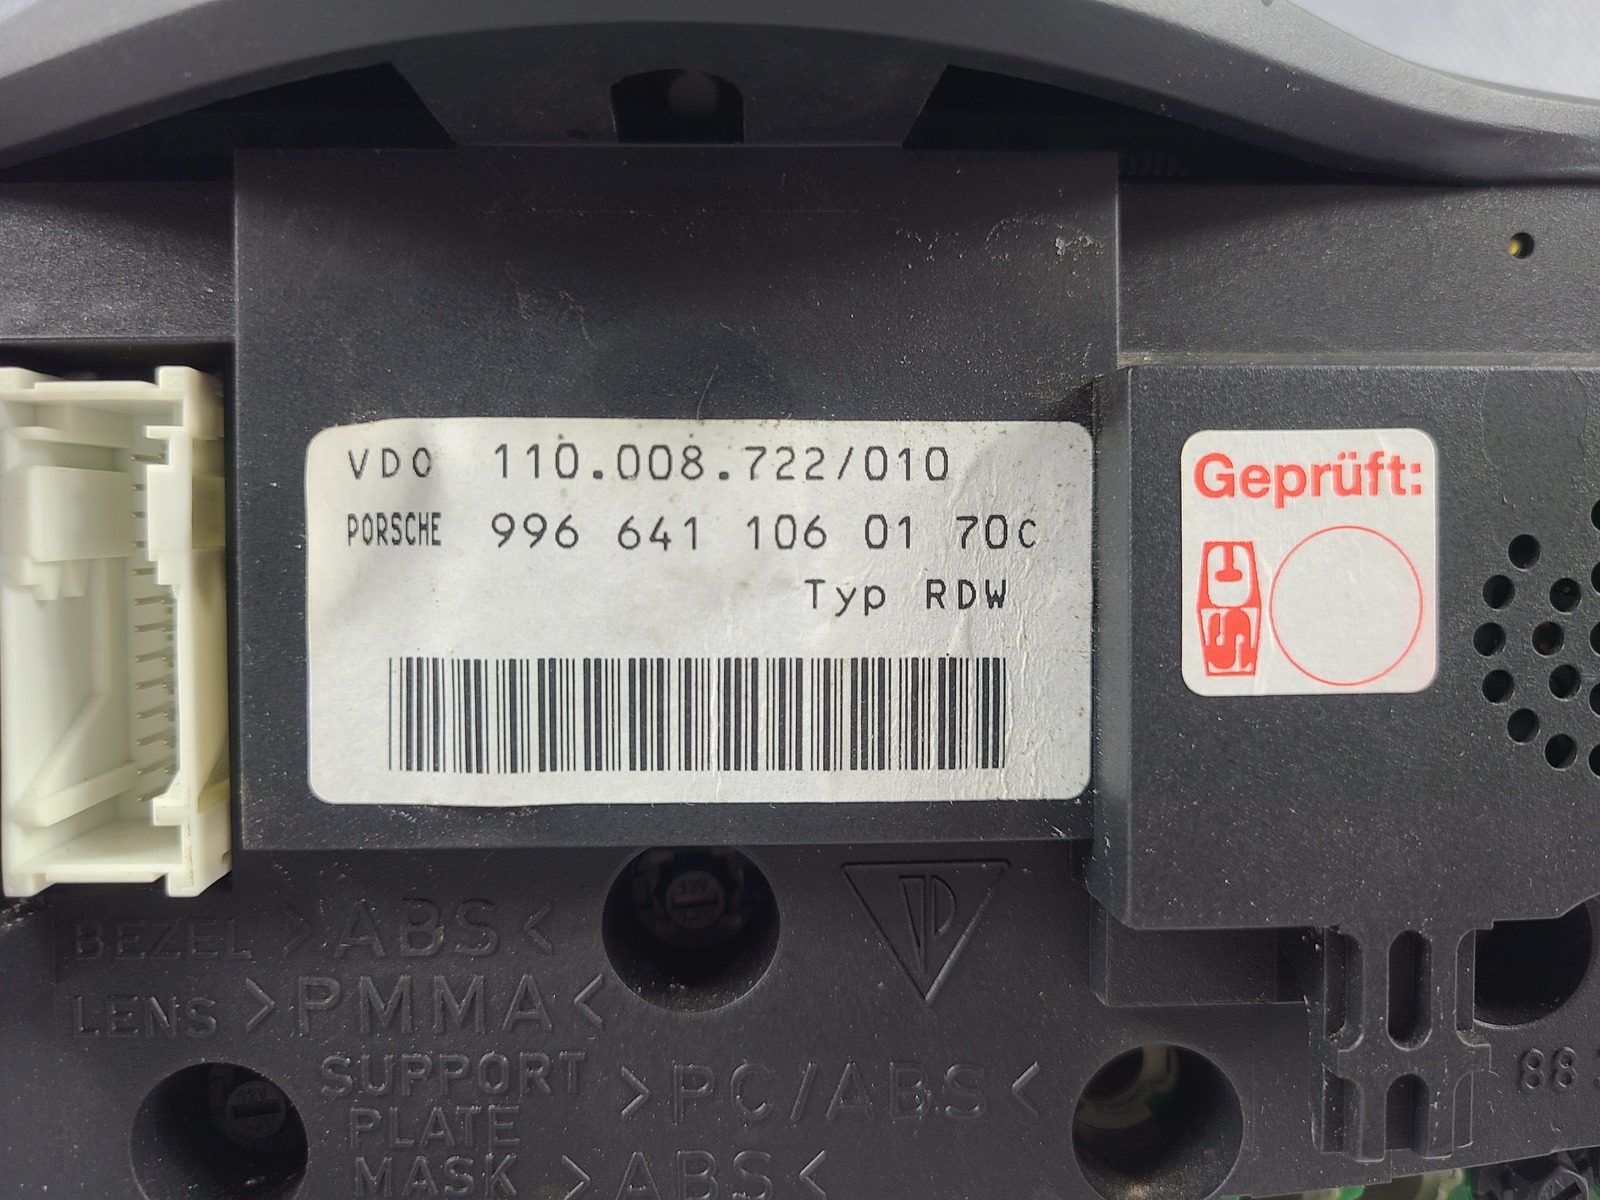 VDO 110.008.722/010
PORSCHE 996 641 106 01 70C
Typ RDW
Geprüft:
BEZEL >ABS<
LENS >PMMA<
SUPPORT PLATE >PC/ABS<
MASK >ABS<
12V
88